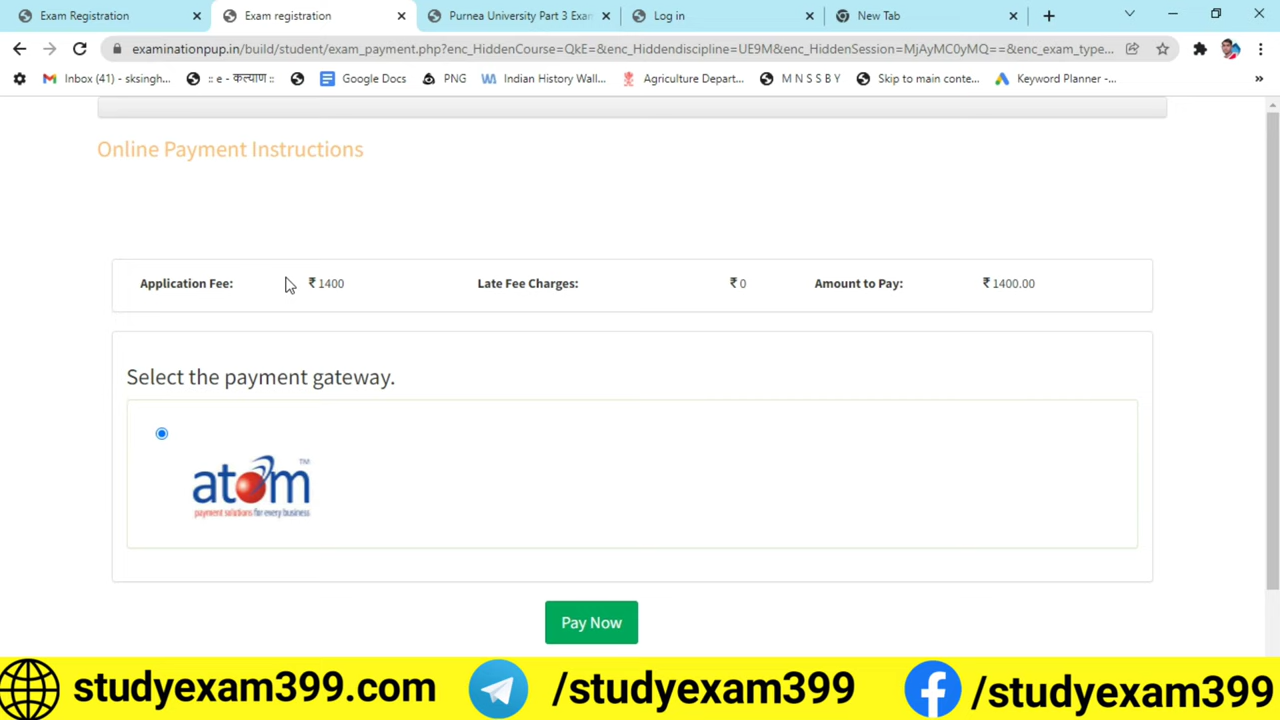 Exam Registration
Exam registration
Purnea University Part 3 Exam
Log in
New Tab
examinationpup.in/build/student/exam_payment.php?enc_HiddenCourse=QkE=&enc_Hiddendiscipline=UE9M&enc_HiddenSession=MjAyMC0yMQ==&enc_exam_type...
Inbox (41) - sksingh...
:: e - कल्याण ::
Google Docs
PNG
Indian History Wall...
Agriculture Depart...
M N S S B Y
Skip to main conte...
Keyword Planner -...
»
Online Payment Instructions
Application Fee: ₹ 1400 Late Fee Charges: ₹ 0 Amount to Pay: ₹ 1400.00
Select the payment gateway.
atom TM
payment solutions for every business
Pay Now
studyexam399.com /studyexam399 /studyexam399